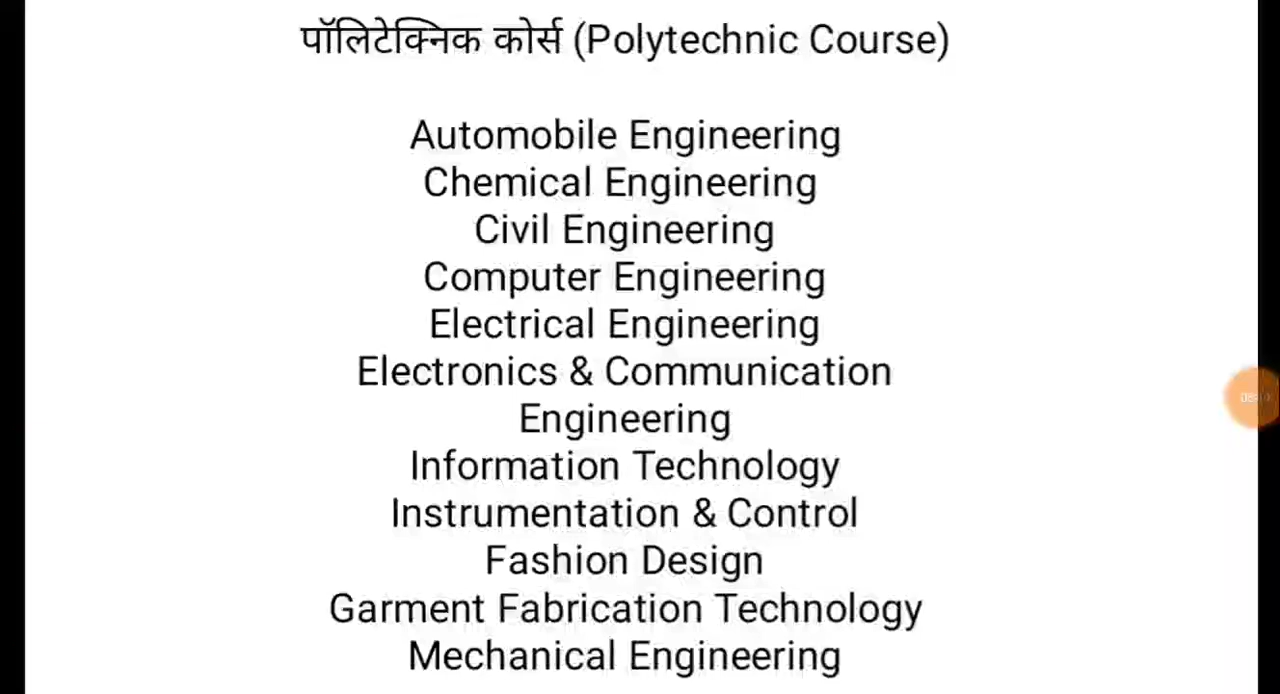 पॉलिटेक्निक कोर्स (Polytechnic Course)
Automobile Engineering
Chemical Engineering
Civil Engineering
Computer Engineering
Electrical Engineering
Electronics & Communication
Engineering
Information Technology
Instrumentation & Control
Fashion Design
Garment Fabrication Technology
Mechanical Engineering